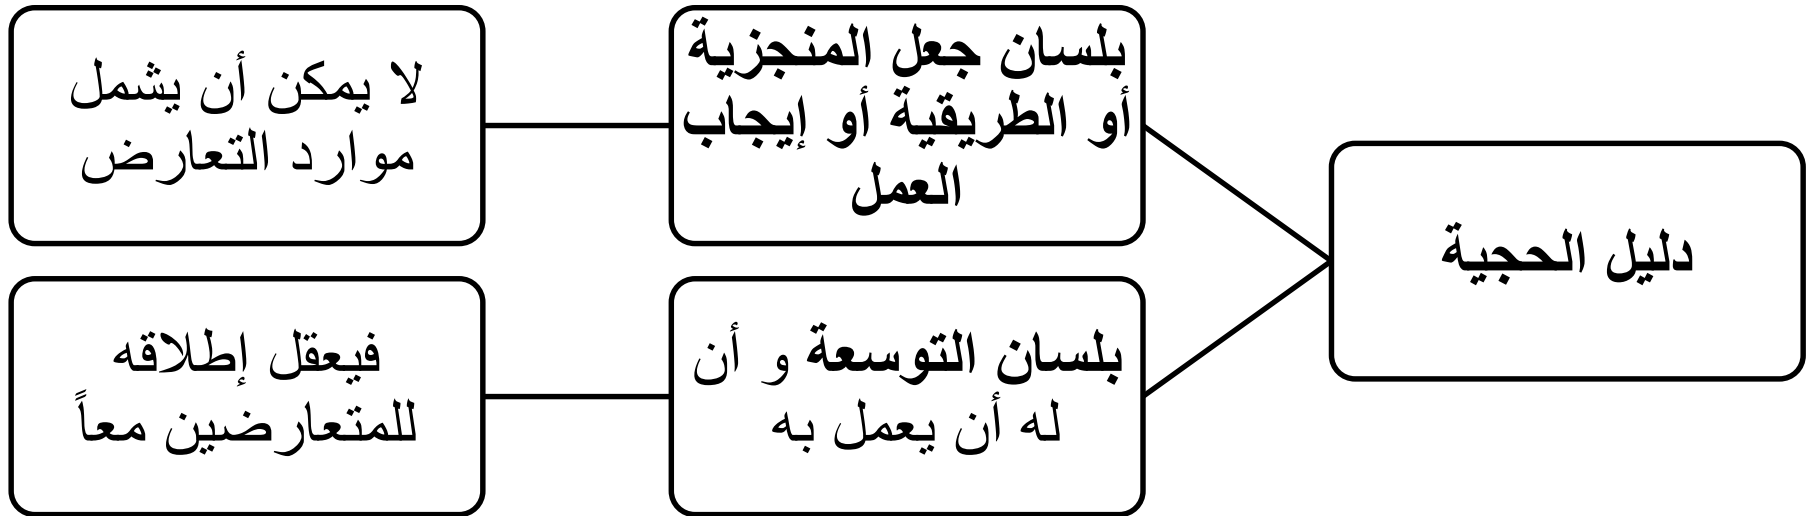 دليل الحجية
بلسان جعل المنجزية
أو الطريقية أو إيجاب
العمل
لا يمكن أن يشمل
موارد التعارض
بلسان التوسعة و أن
له أن يعمل به
فيعقل إطلاقه
للمتعارضين معاً